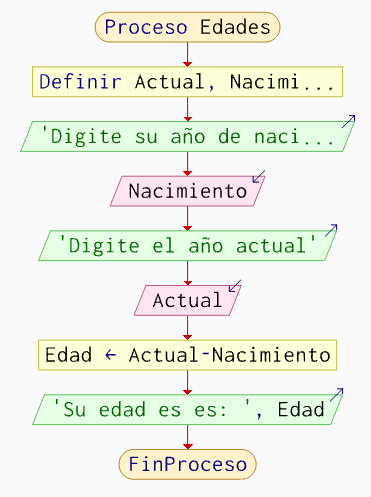 Proceso Edades
Definir Actual, Nacimi...
'Digite su año de naci...
Nacimiento
'Digite el año actual'
Actual
Edad ← Actual-Nacimiento
'Su edad es es: ', Edad
FinProceso